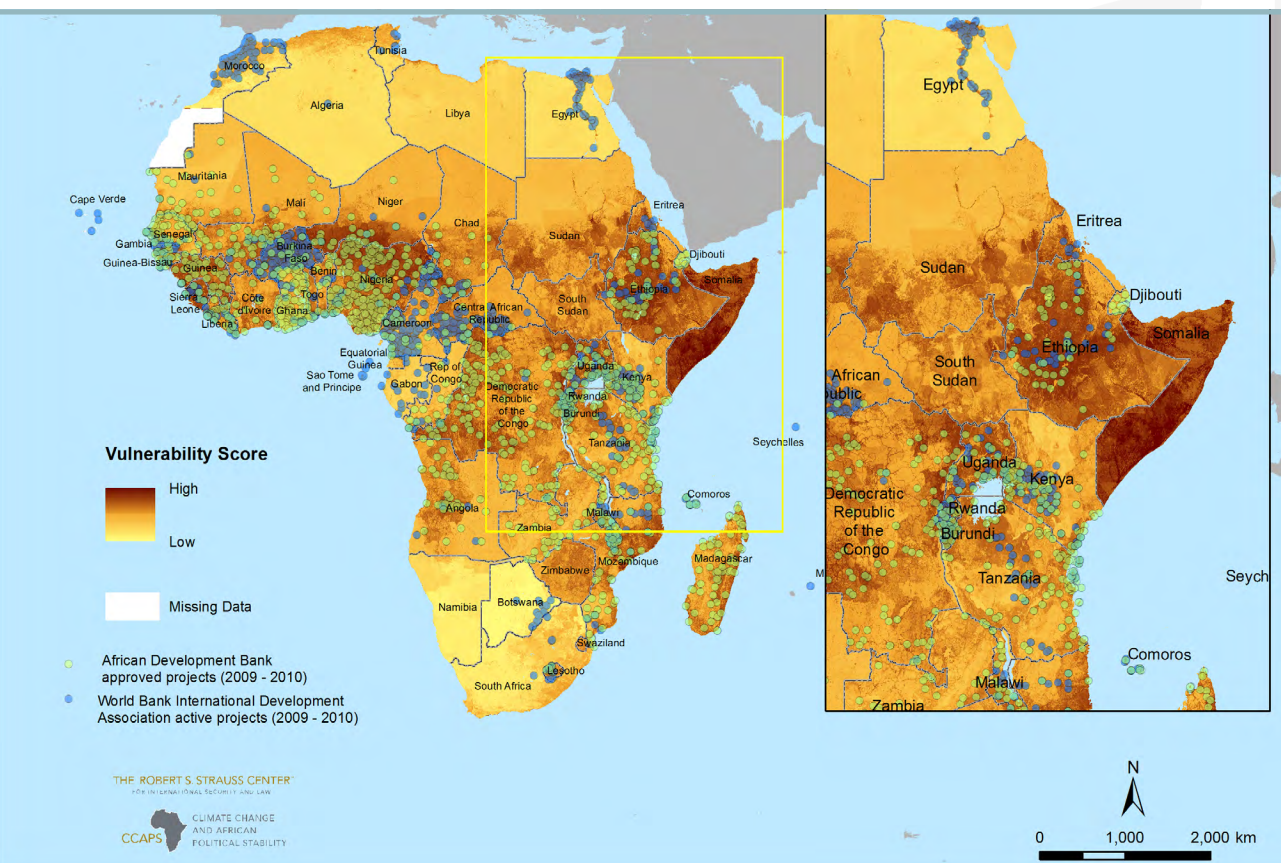 Tunisia
Morocco
Algeria
Libya
Egypt
Mauritania
Mali
Niger
Chad
Sudan
Eritrea
Cape Verde
Senegal
Gambia
Guinea-Bissau
Guinea
Sierra
Leone
Liberia
Côte
d'Ivoire
Ghana
Togo
Benin
Burkina
Faso
Nigeria
Cameroon
Central African
Republic
South
Sudan
Ethiopia
Djibouti
Somalia
Equatorial
Guinea
Sao Tome
and Principe
Gabon
Rep of
Congo
Democratic
Republic
of the
Congo
Uganda
Kenya
Rwanda
Burundi
Tanzania
Seychelles
Comoros
Angola
Zambia
Malawi
Mozambique
Madagascar
Zimbabwe
Namibia
Botswana
Swaziland
Lesotho
South Africa
M
Egypt
Eritrea
Sudan
Djibouti
Somalia
Ethiopia
South
Sudan
African
ublic
Uganda
Kenya
Democratic
Republic
of the
Congo
Rwanda
Burundi
Tanzania
Seych
Comoros
Malawi
Zambia
Vulnerability Score
High
Low
Missing Data
African Development Bank
approved projects (2009 - 2010)
World Bank International Development
Association active projects (2009 - 2010)
THE ROBERT S. STRAUSS CENTER
FOR INTERNATIONAL SECURITY AND LAW
CCAPS
CLIMATE CHANGE
AND AFRICAN
POLITICAL STABILITY
N
0 1,000 2,000 km